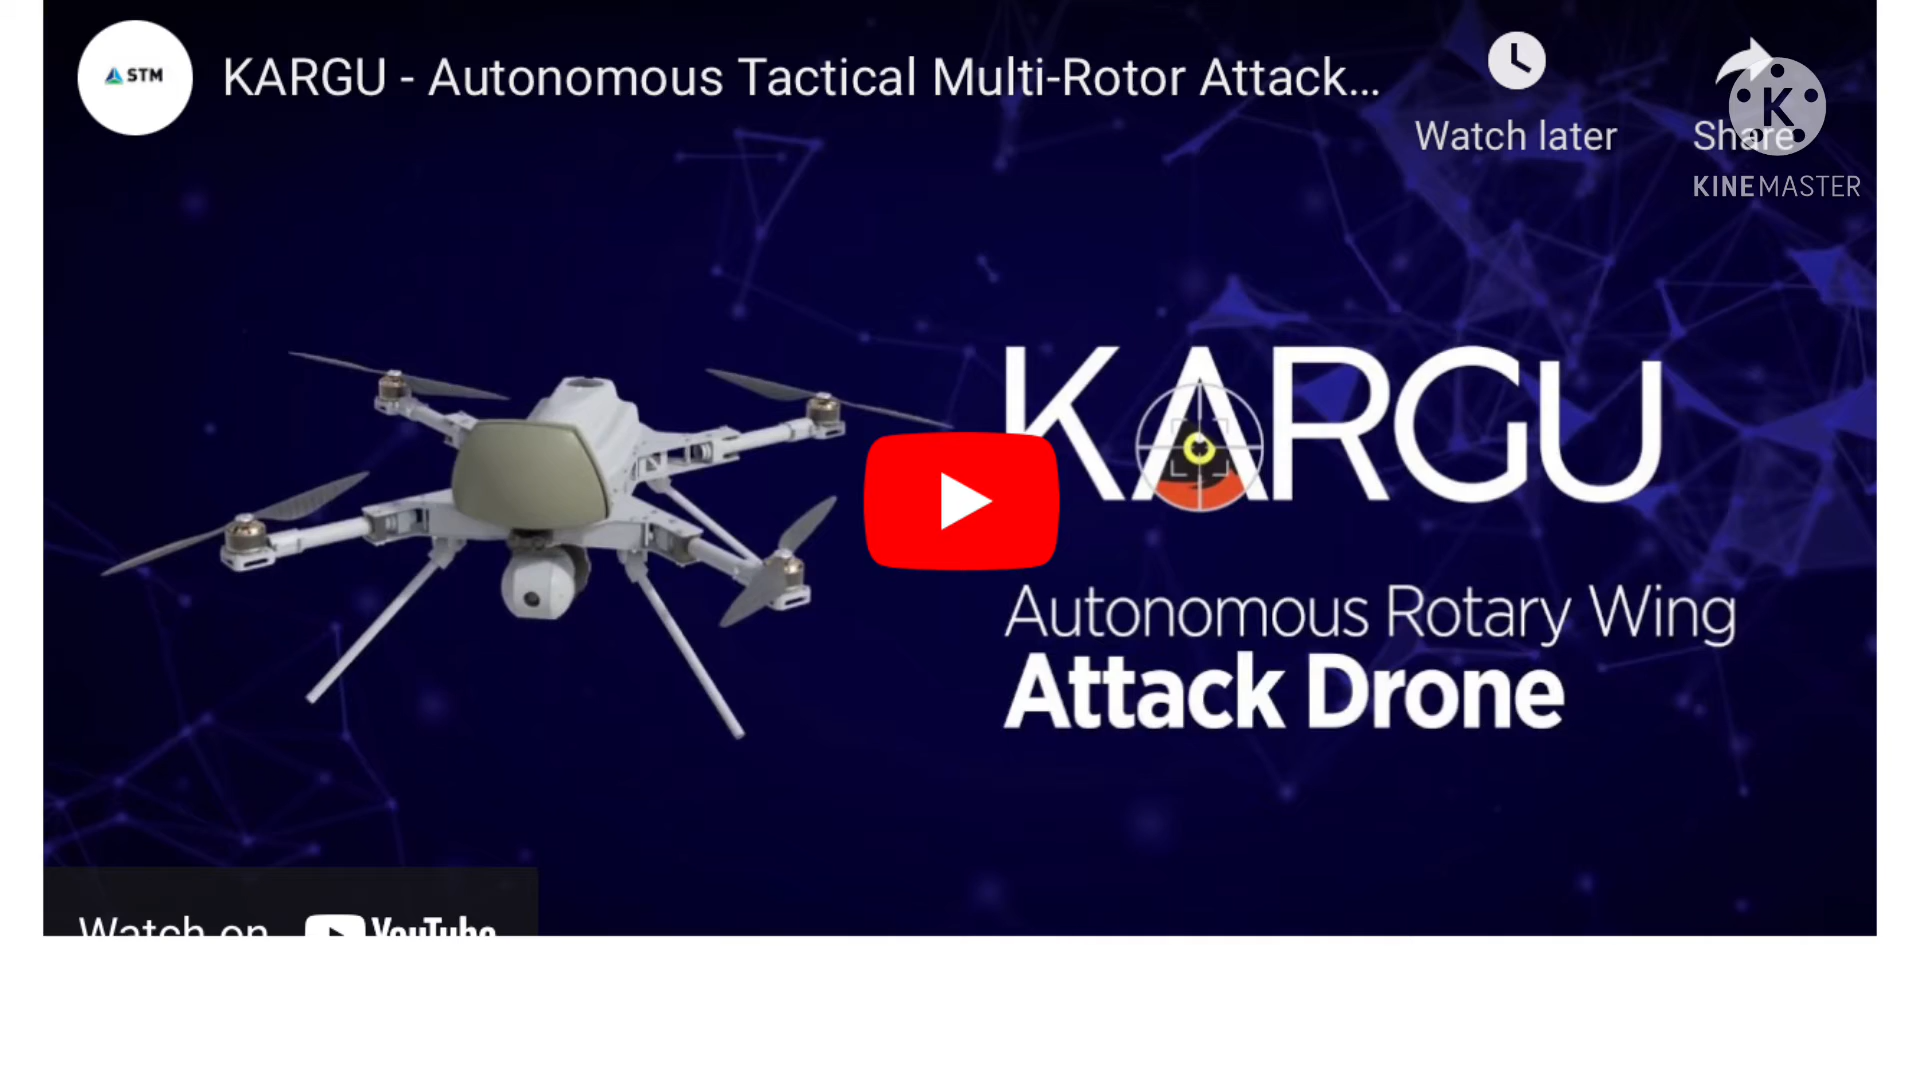 STM
KARGU - Autonomous Tactical Multi-Rotor Attack...
Watch later
Share
K
KINEMASTER
KARGU
Autonomous Rotary Wing
Attack Drone
Watch on YouTube